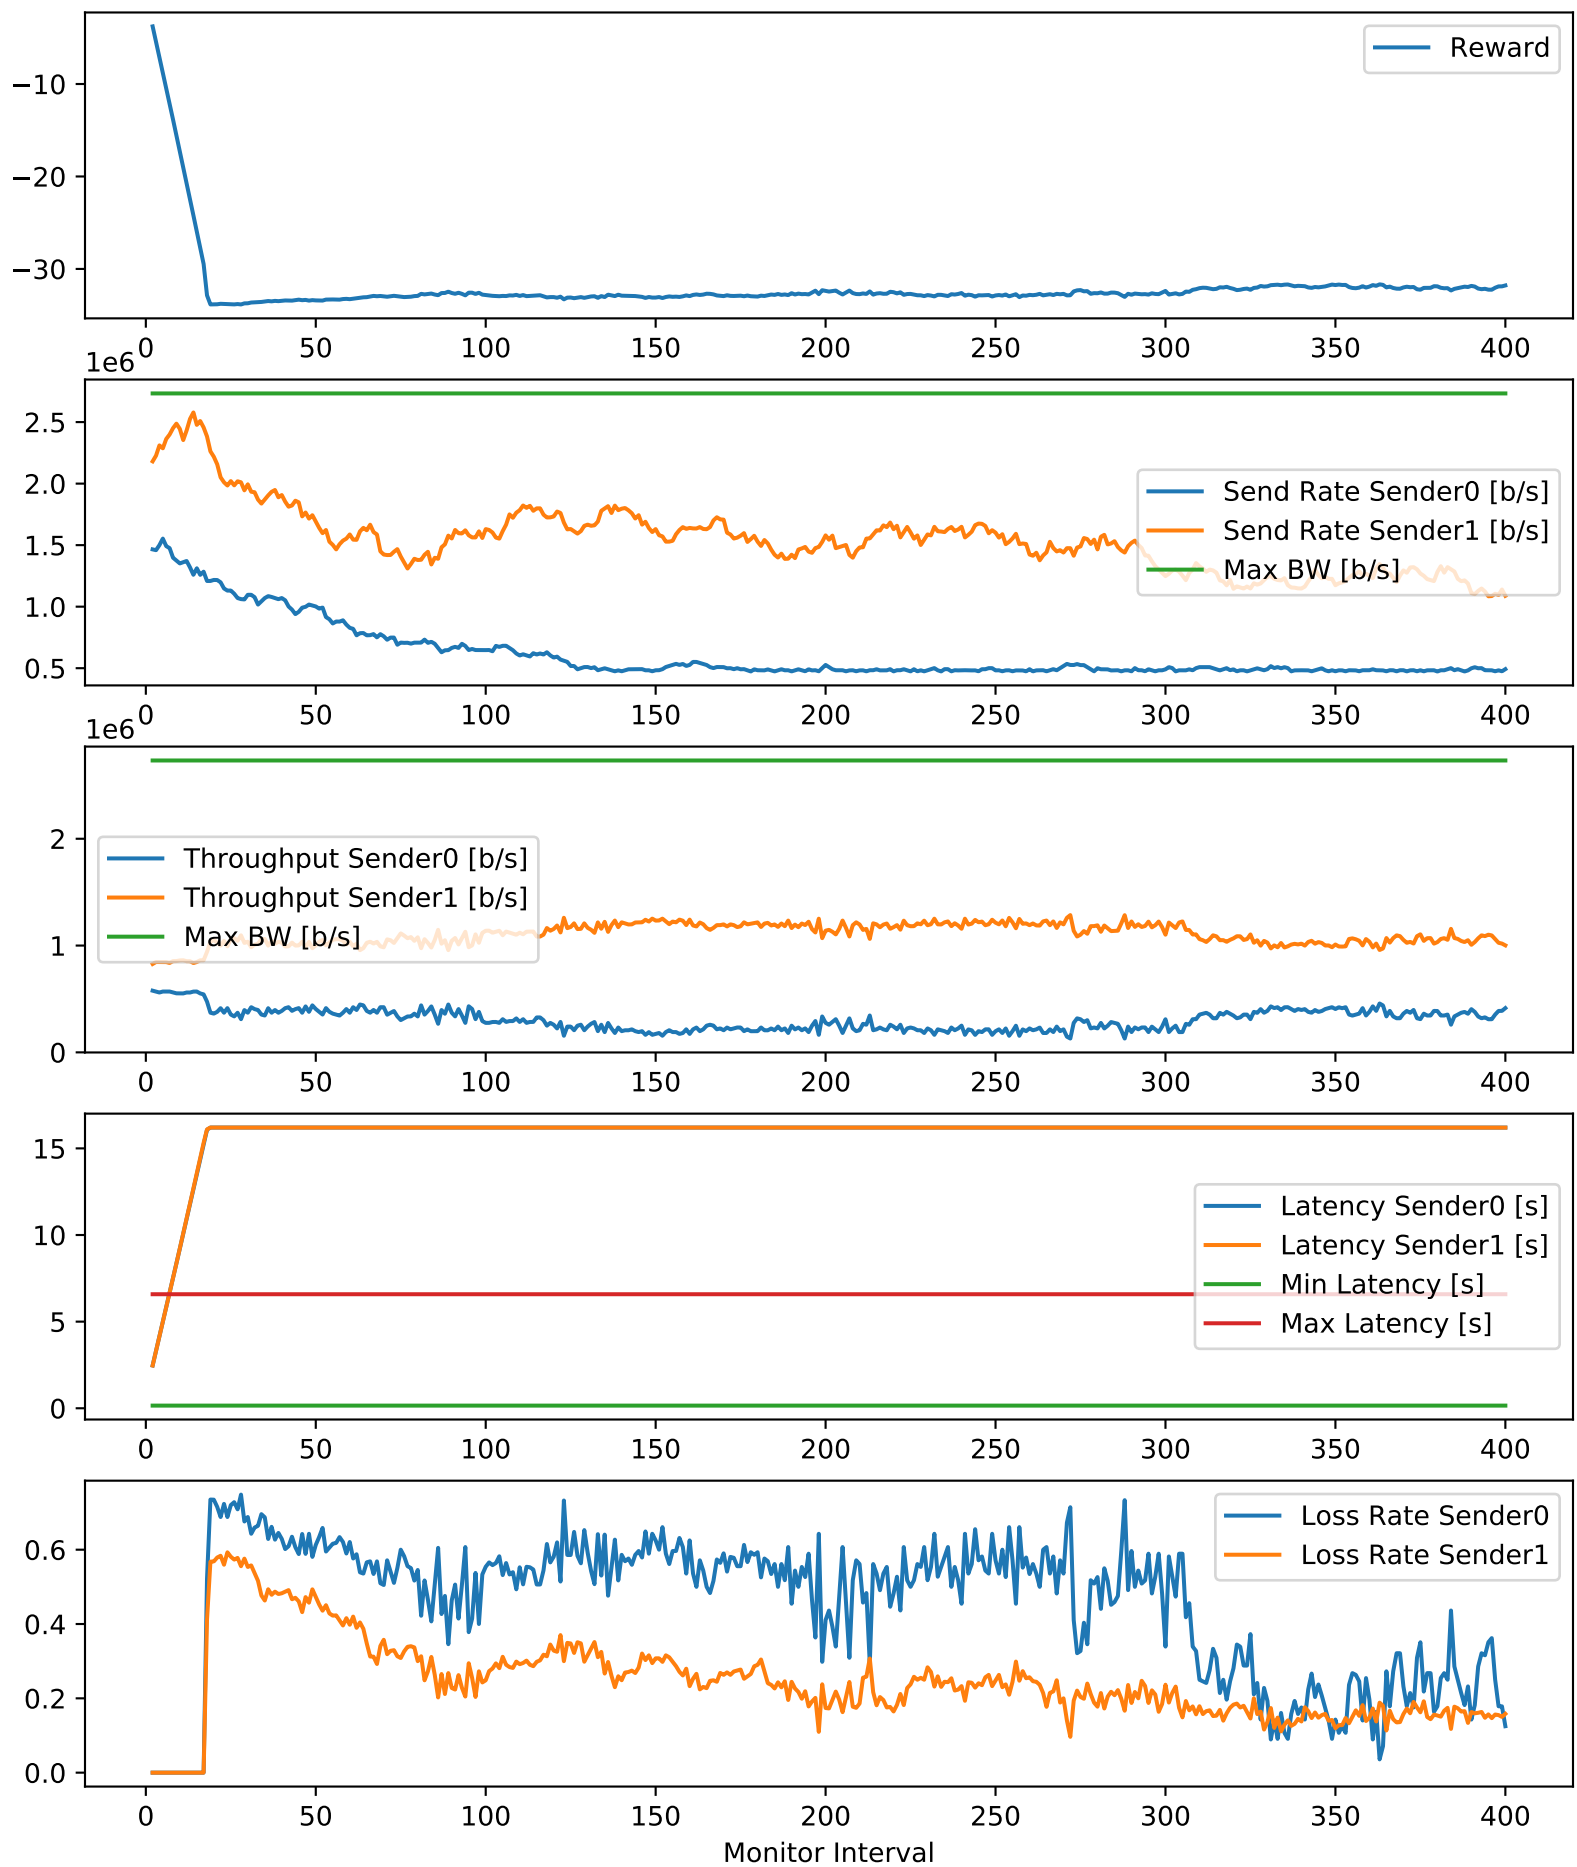 Reward
−10
−20
−30
0 50 100 150 200 250 300 350 400
1e6
2.5
2.0
1.5
1.0
0.5
Send Rate Sender0 [b/s]
Send Rate Sender1 [b/s]
Max BW [b/s]
0 50 100 150 200 250 300 350 400
1e6
2
1
0
Throughput Sender0 [b/s]
Throughput Sender1 [b/s]
Max BW [b/s]
0 50 100 150 200 250 300 350 400
15
10
5
0
Latency Sender0 [s]
Latency Sender1 [s]
Min Latency [s]
Max Latency [s]
0 50 100 150 200 250 300 350 400
0.6
0.4
0.2
0.0
Loss Rate Sender0
Loss Rate Sender1
0 50 100 150 200 250 300 350 400
Monitor Interval